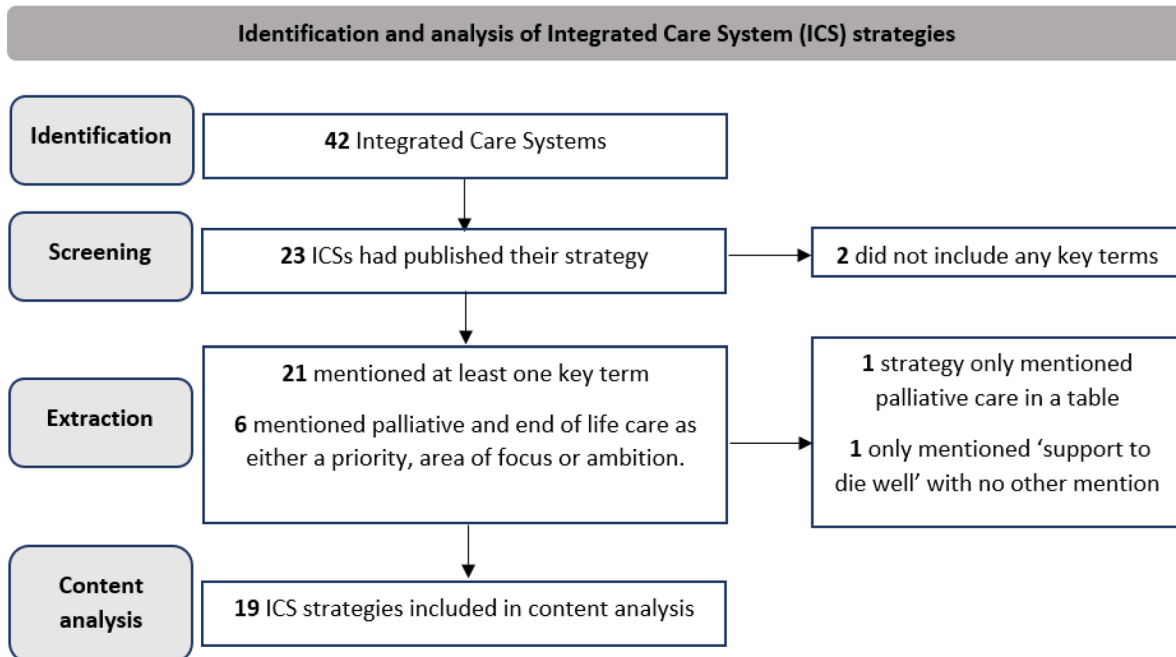 Identification and analysis of Integrated Care System (ICS) strategies
Identification
42 Integrated Care Systems
Screening
23 ICSs had published their strategy
2 did not include any key terms
Extraction
21 mentioned at least one key term
6 mentioned palliative and end of life care as
either a priority, area of focus or ambition.
1 strategy only mentioned
palliative care in a table
1 only mentioned ‘support to
die well’ with no other mention
Content
analysis
19 ICS strategies included in content analysis